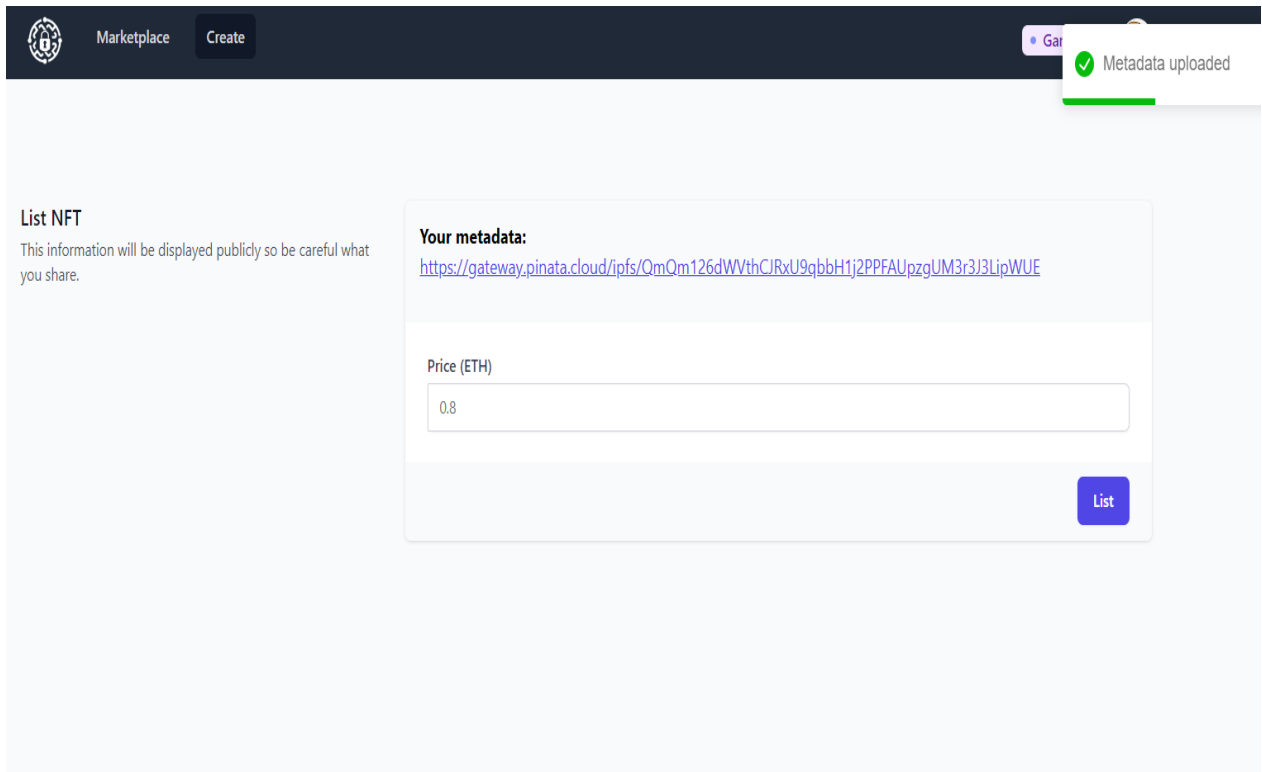 Marketplace
Create
Metadata uploaded
List NFT
This information will be displayed publicly so be careful what
you share.
Your metadata:
https://gateway.pinata.cloud/ipfs/QmQm126dWVthCJRxU9qbbH1j2PPFAUpzgUM3r3J3LipWUE
Price (ETH)
0.8
List